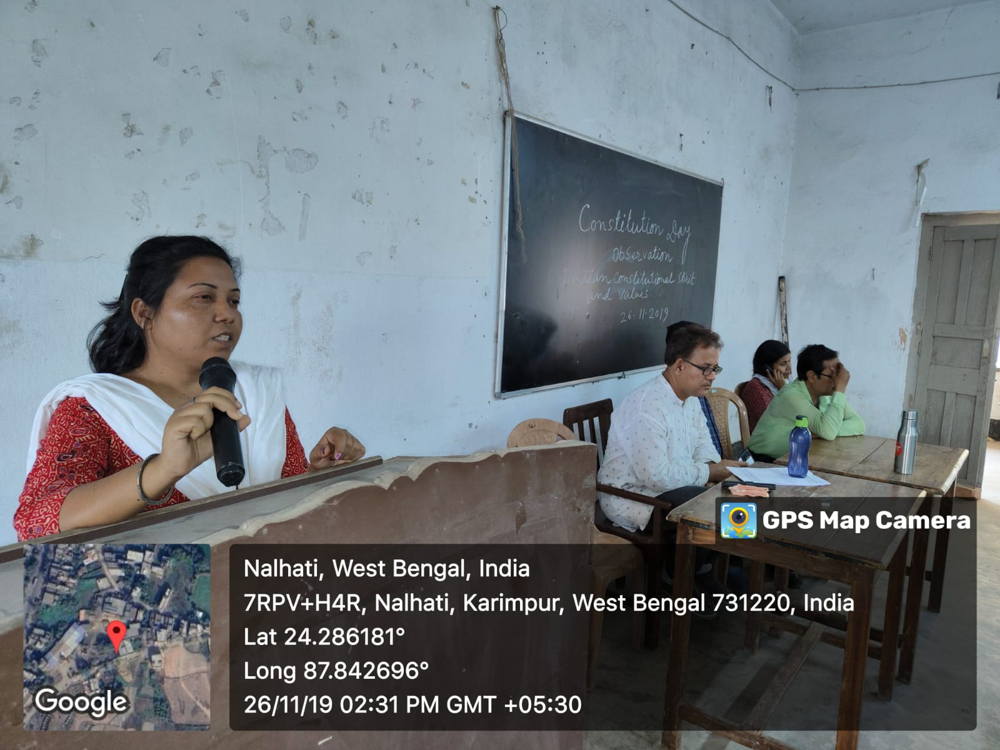 Constitution Day
Observation
Indian Constitutional Spirit
and values.
26.11.2019
GPS Map Camera
Nalhati, West Bengal, India
7RPV+H4R, Nalhati, Karimpur, West Bengal 731220, India
Lat 24.286181°
Long 87.842696°
26/11/19 02:31 PM GMT +05:30
Google